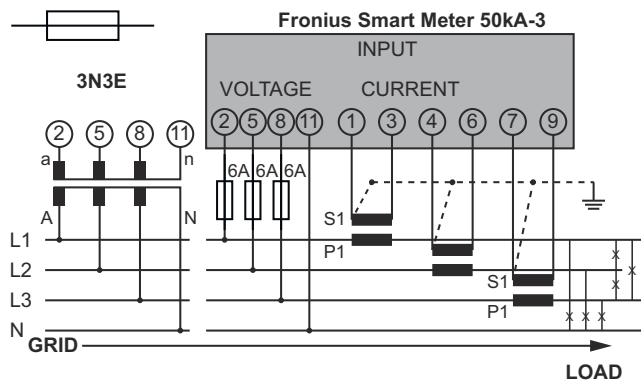 Fronius Smart Meter 50kA-3
INPUT
3N3E
VOLTAGE CURRENT
2 5 8 11 2 5 8 11 1 3 4 6 7 9
a n
6A 6A 6A
A N S1
L1 P1
L2
L3 S1
P1
N
GRID
LOAD